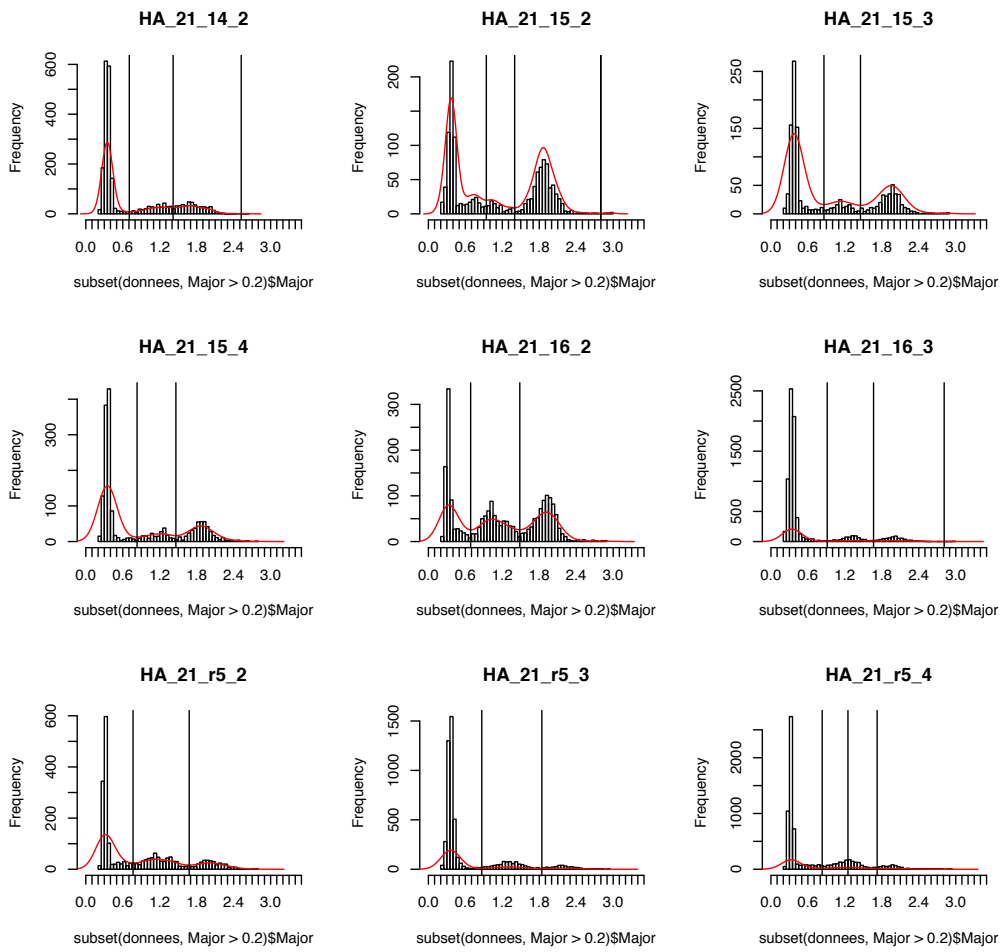 HA_21_14_2
HA_21_15_2
HA_21_15_3
Frequency
0 200 400 600
0.0 0.6 1.2 1.8 2.4 3.0
subset(donnees, Major > 0.2)$Major
Frequency
0 50 100 200
0.0 0.6 1.2 1.8 2.4 3.0
subset(donnees, Major > 0.2)$Major
Frequency
0 50 150 250
0.0 0.6 1.2 1.8 2.4 3.0
subset(donnees, Major > 0.2)$Major
HA_21_15_4
HA_21_16_2
HA_21_16_3
Frequency
0 100 300
0.0 0.6 1.2 1.8 2.4 3.0
subset(donnees, Major > 0.2)$Major
Frequency
0 50 100 200 300
0.0 0.6 1.2 1.8 2.4 3.0
subset(donnees, Major > 0.2)$Major
Frequency
0 500 1500 2500
0.0 0.6 1.2 1.8 2.4 3.0
subset(donnees, Major > 0.2)$Major
HA_21_r5_2
HA_21_r5_3
HA_21_r5_4
Frequency
0 200 400 600
0.0 0.6 1.2 1.8 2.4 3.0
subset(donnees, Major > 0.2)$Major
Frequency
0 500 1000 1500
0.0 0.6 1.2 1.8 2.4 3.0
subset(donnees, Major > 0.2)$Major
Frequency
0 1000 2000
0.0 0.6 1.2 1.8 2.4 3.0
subset(donnees, Major > 0.2)$Major